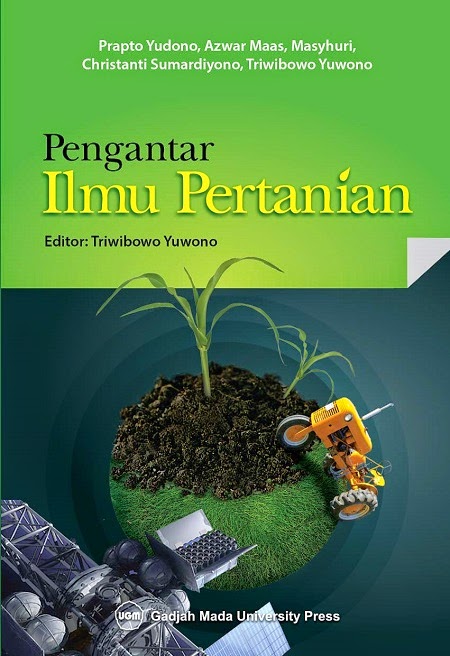 Prapto Yudono, Azwar Maas, Masyhuri,
Christanti Sumardiyono, Triwibowo Yuwono
Pengantar
Ilmu Pertanian
Editor: Triwibowo Yuwono
UGM
Gadjah Mada University Press